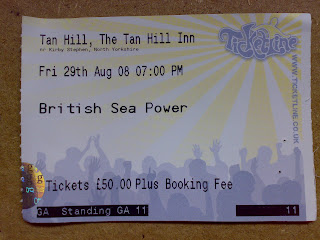 Tan Hill, The Tan Hill Inn
nr Kirby Stephen, North Yorkshire
Ticketline
Fri 29th Aug 08 07:00 PM
WWW.TICKETLINE.CO.UK
British Sea Power
Tickets £50.00 Plus Booking Fee
GA Standing GA 11
11